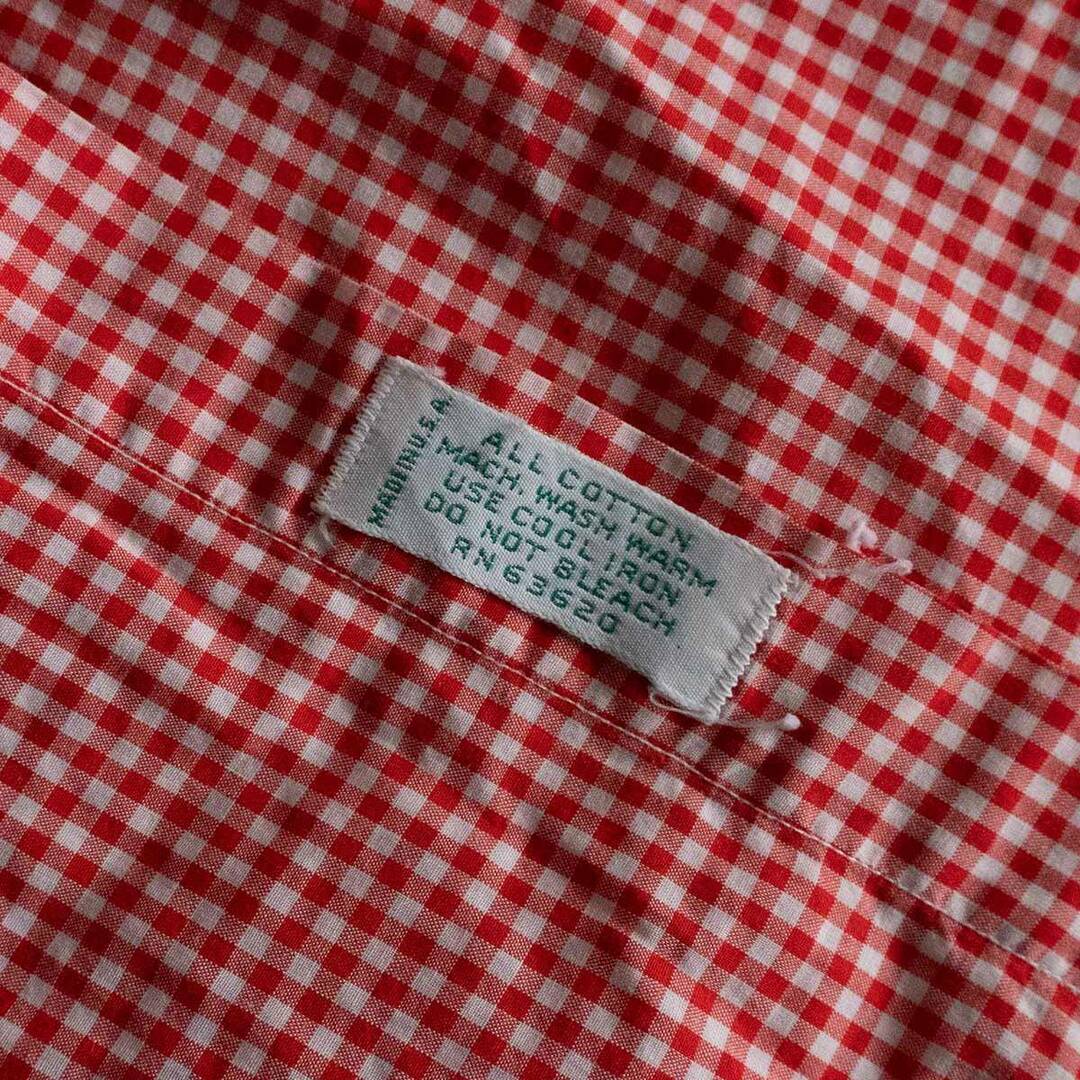 MADE IN U.S.A.
ALL COTTON
MACH. WASH WARM
USE COOL IRON
DO NOT BLEACH
RN 63620